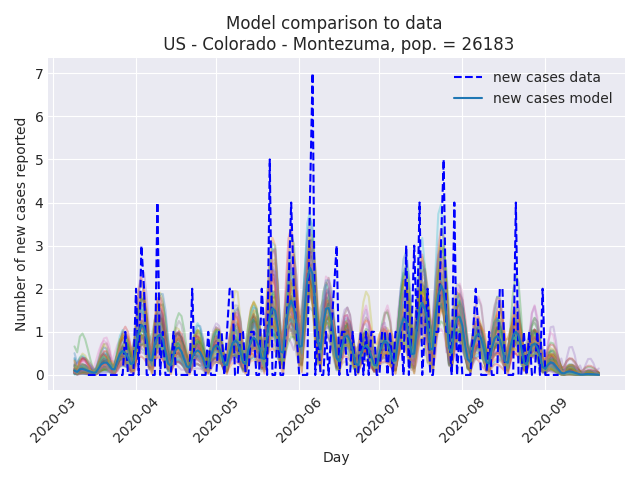 Model comparison to data
US - Colorado - Montezuma, pop. = 26183
new cases data
new cases model
Number of new cases reported
7
6
5
4
3
2
1
0
2020-03
2020-04
2020-05
2020-06
2020-07
2020-08
2020-09
Day